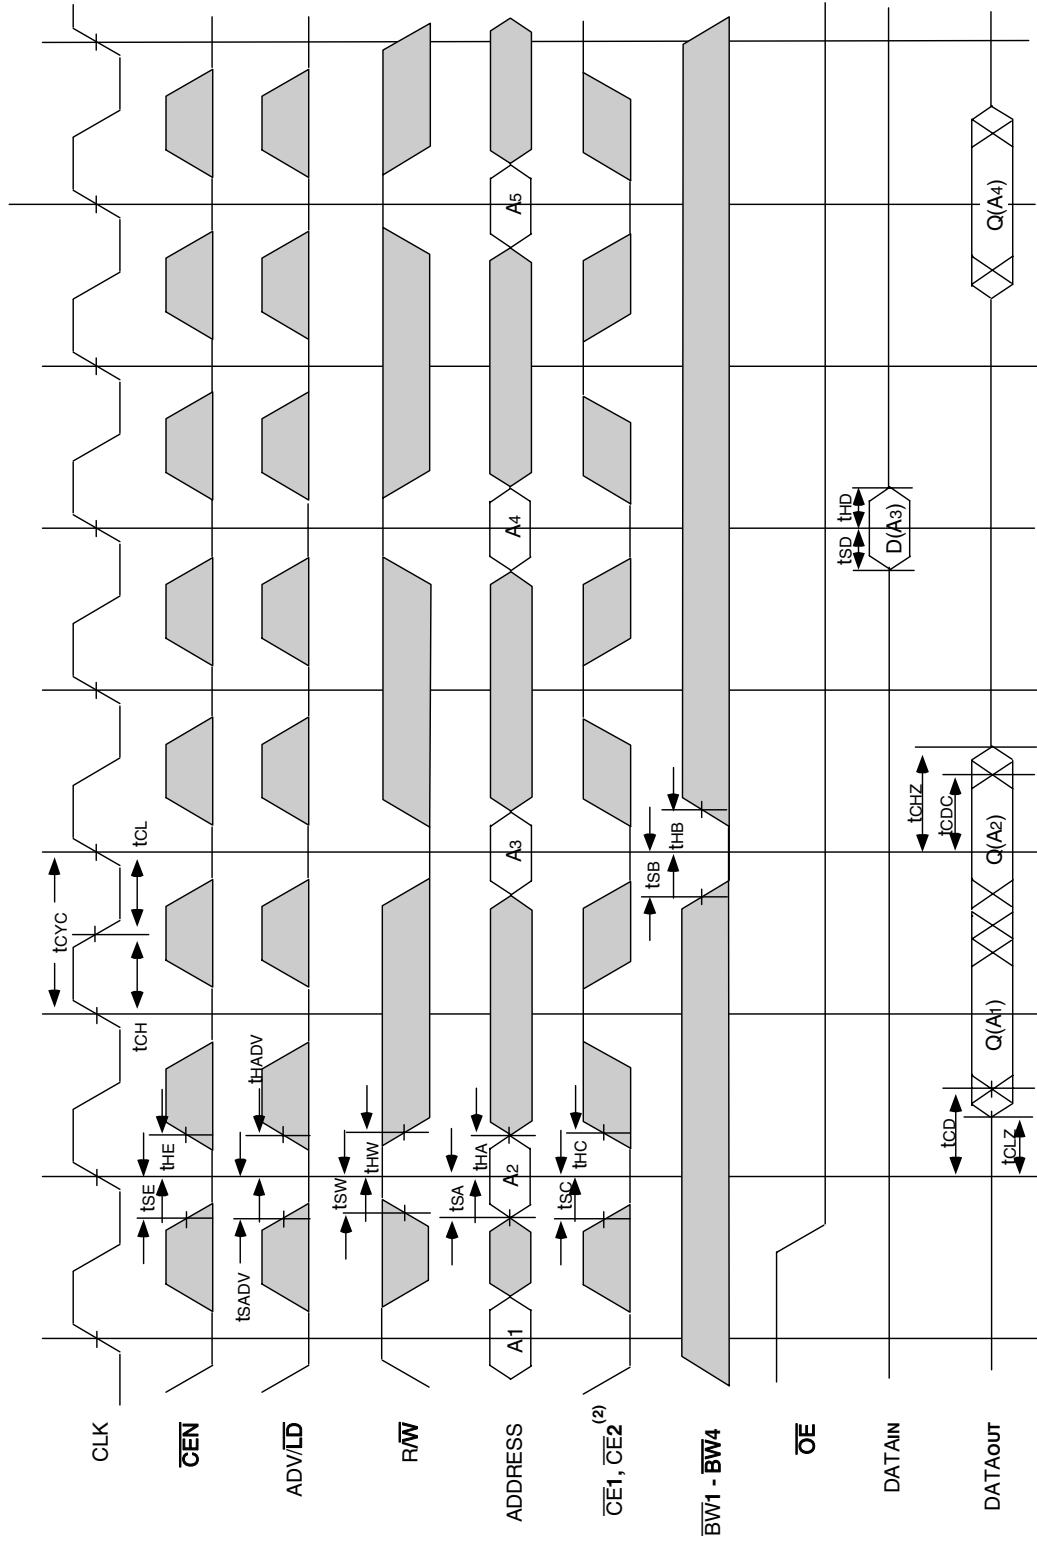 CLK
tCYC
tCH
tCL
CEN
tSE
tHE
ADV/LD
tSADV
tHADV
R/W
tSW
tHW
ADDRESS
A1
A2
A3
A4
A5
tSA
tHA
CE1, CE2 (2)
tSC
tHC
BW1 - BW4
tSB
tHB
OE
DATAIN
D(A3)
tSD
tHD
DATAOUT
tCD
tCLZ
Q(A1)
Q(A2)
tCHZ
tCDC
Q(A4)